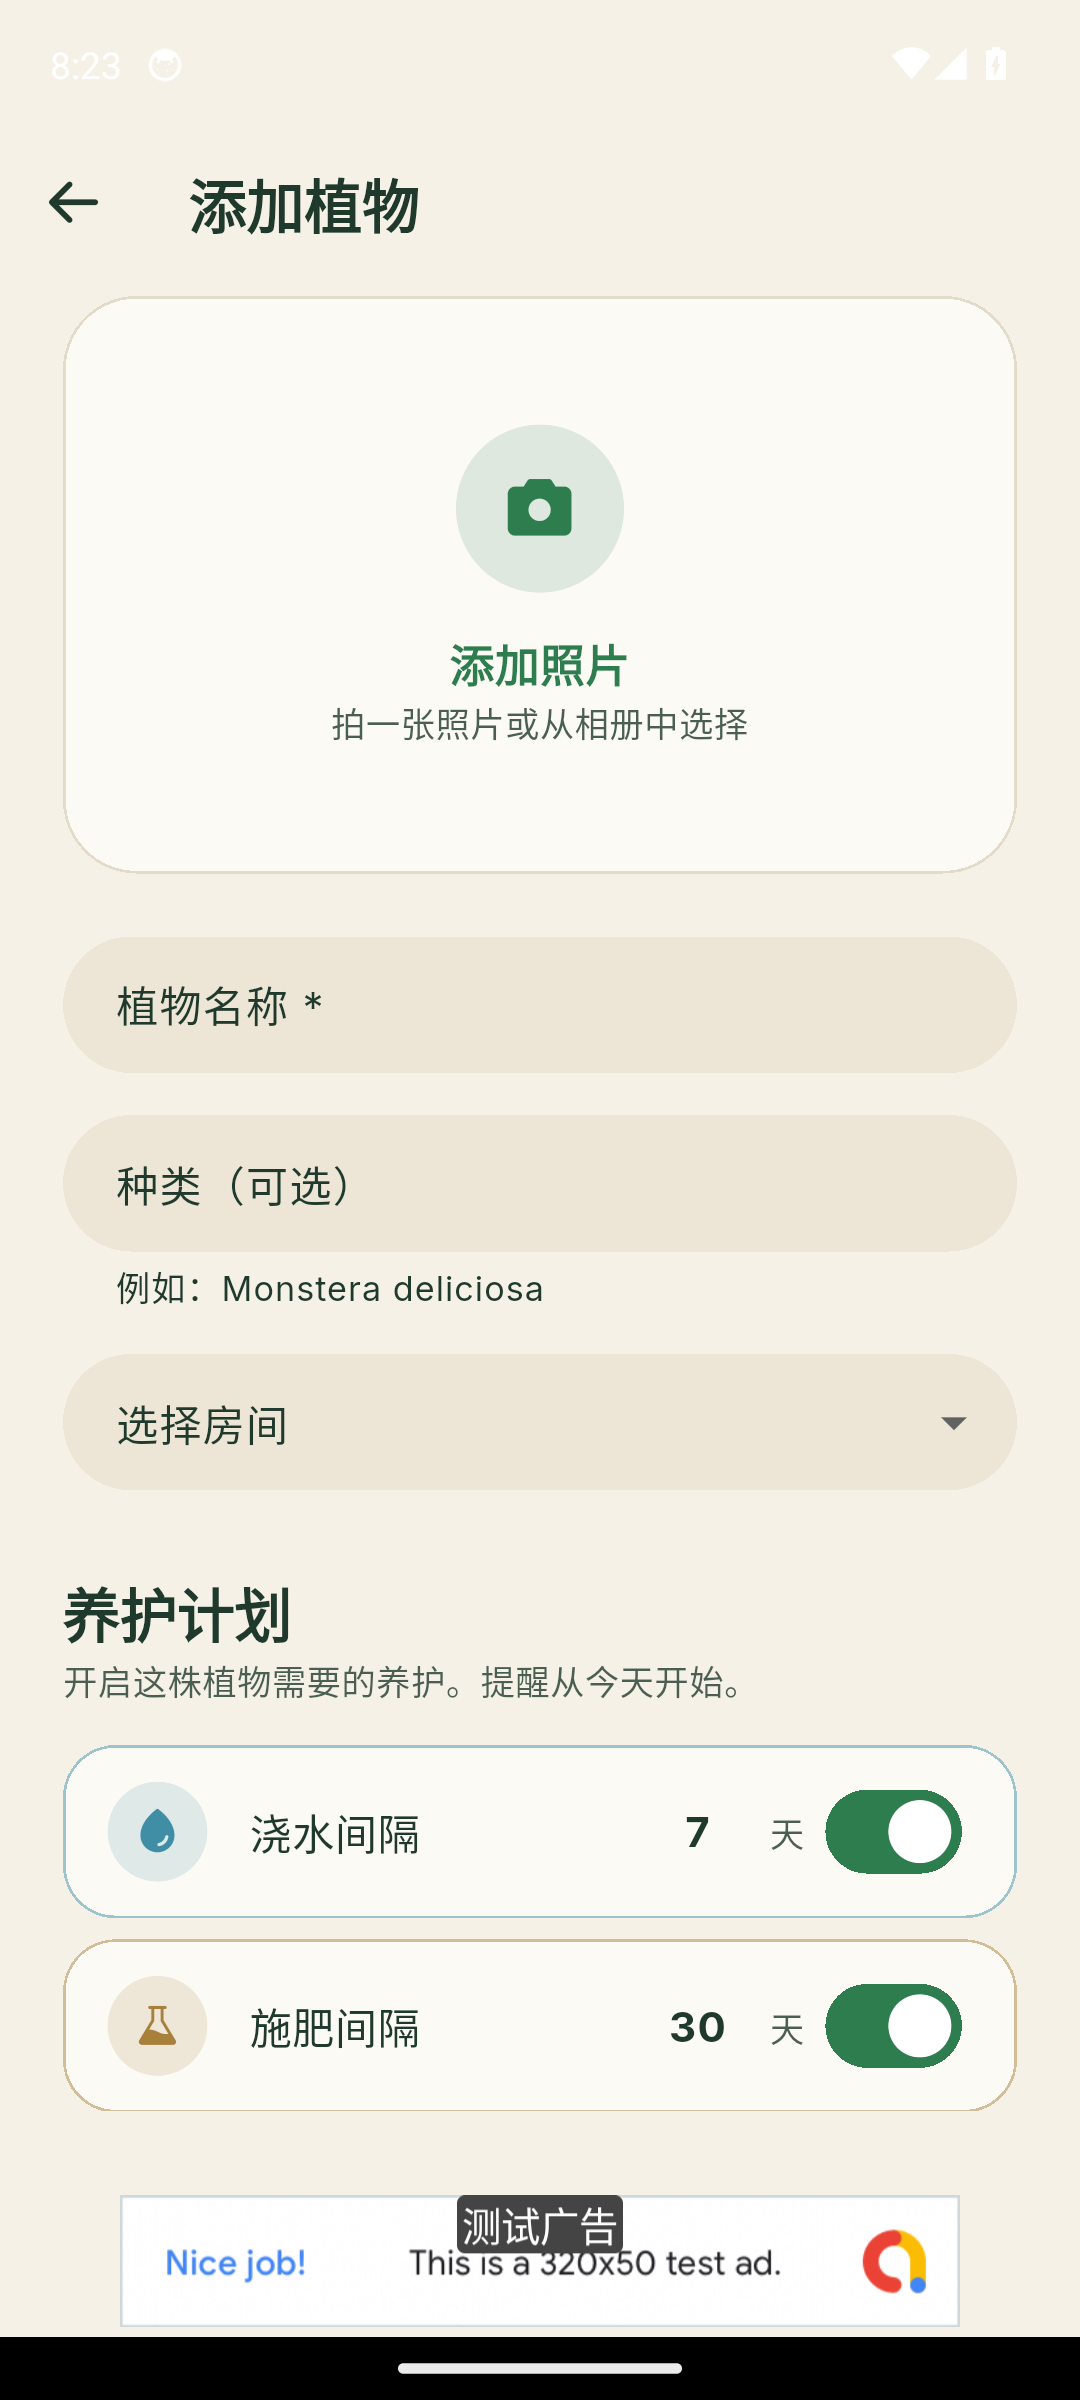 8:23
添加植物
添加照片
拍一张照片或从相册中选择
植物名称 *
种类（可选）
例如：Monstera deliciosa
选择房间
养护计划
开启这株植物需要的养护。提醒从今天开始。
浇水间隔 7 天
施肥间隔 30 天
测试广告
Nice job! This is a 320x50 test ad.